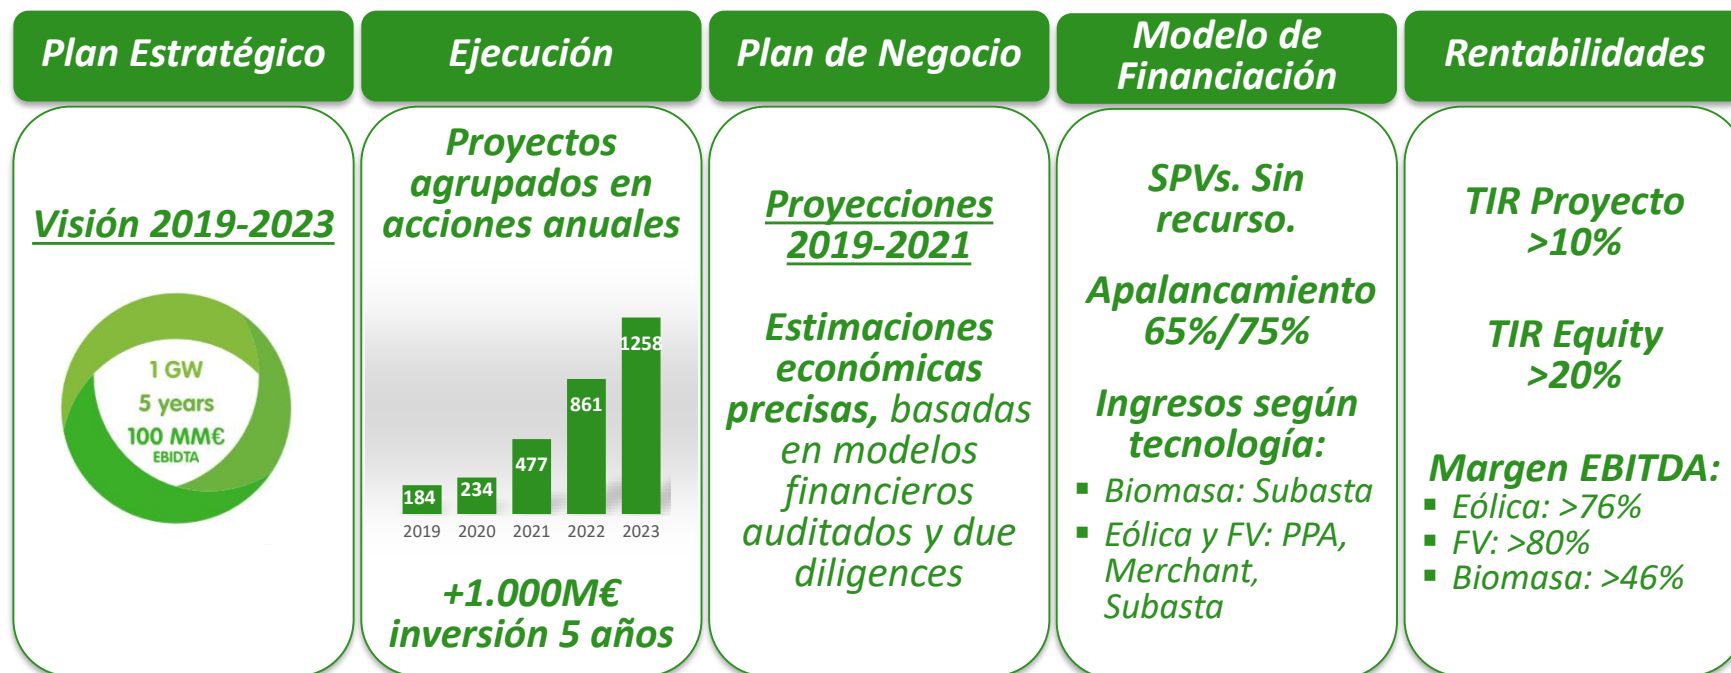 Plan Estratégico
Visión 2019-2023
1 GW
5 years
100 MM€
EBIDTA
Ejecución
Proyectos
agrupados en
acciones anuales
184
234
477
861
1258
2019 2020 2021 2022 2023
+1.000M€
inversión 5 años
Plan de Negocio
Proyecciones
2019-2021
Estimaciones
económicas
precisas, basadas
en modelos
financieros
auditados y due
diligences
Modelo de
Financiación
SPVs. Sin
recurso.
Apalancamiento
65%/75%
Ingresos según
tecnología:
▪ Biomasa: Subasta
▪ Eólica y FV: PPA,
Merchant,
Subasta
Rentabilidades
TIR Proyecto
>10%
TIR Equity
>20%
Margen EBITDA:
▪ Eólica: >76%
▪ FV: >80%
▪ Biomasa: >46%